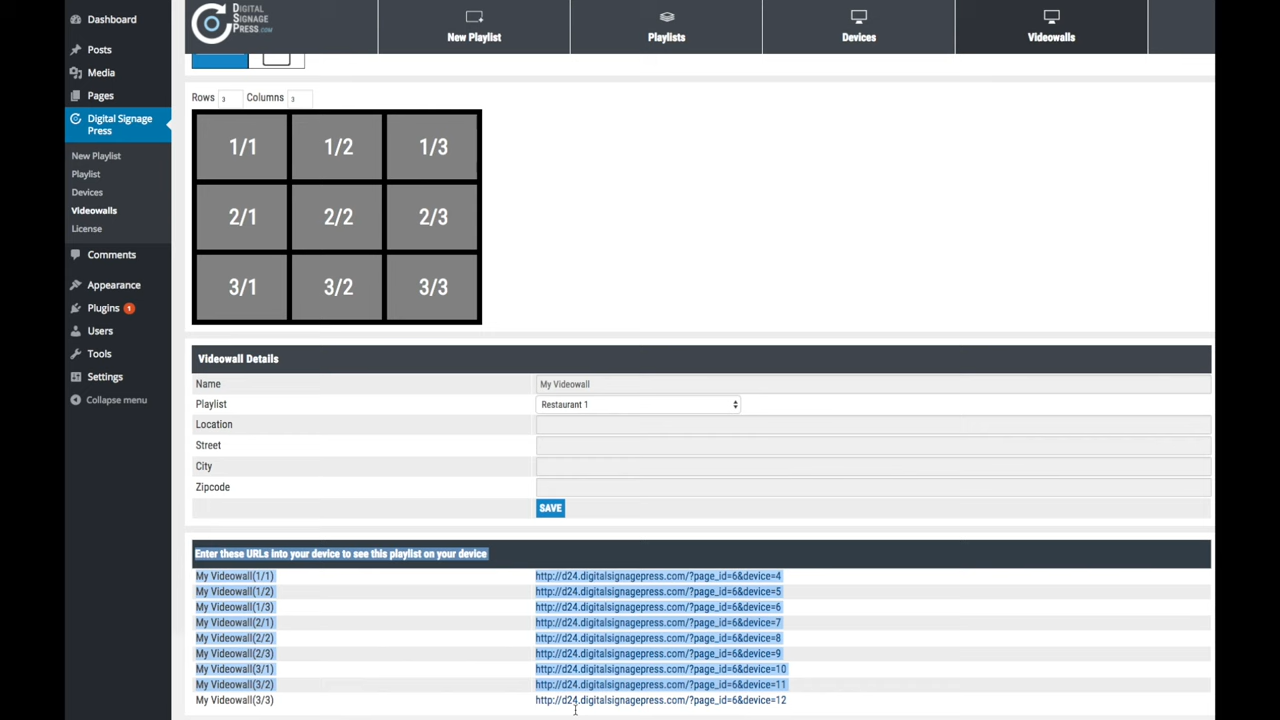 Dashboard
Posts
Media
Pages
Digital Signage
Press
New Playlist
Playlist
Devices
Videowalls
License
Comments
Appearance
Plugins 1
Users
Tools
Settings
Collapse menu
DIGITAL
SIGNAGE
PRESS.COM
New Playlist
Playlists
Devices
Videowalls
Rows 3 Columns 3
1/1 1/2 1/3
2/1 2/2 2/3
3/1 3/2 3/3
Videowall Details
Name My Videowall
Playlist Restaurant 1
Location
Street
City
Zipcode
SAVE
Enter these URLs into your device to see this playlist on your device
My Videowall(1/1) http://d24.digitalsignagepress.com/?page_id=6&device=4
My Videowall(1/2) http://d24.digitalsignagepress.com/?page_id=6&device=5
My Videowall(1/3) http://d24.digitalsignagepress.com/?page_id=6&device=6
My Videowall(2/1) http://d24.digitalsignagepress.com/?page_id=6&device=7
My Videowall(2/2) http://d24.digitalsignagepress.com/?page_id=6&device=8
My Videowall(2/3) http://d24.digitalsignagepress.com/?page_id=6&device=9
My Videowall(3/1) http://d24.digitalsignagepress.com/?page_id=6&device=10
My Videowall(3/2) http://d24.digitalsignagepress.com/?page_id=6&device=11
My Videowall(3/3) http://d24.digitalsignagepress.com/?page_id=6&device=12